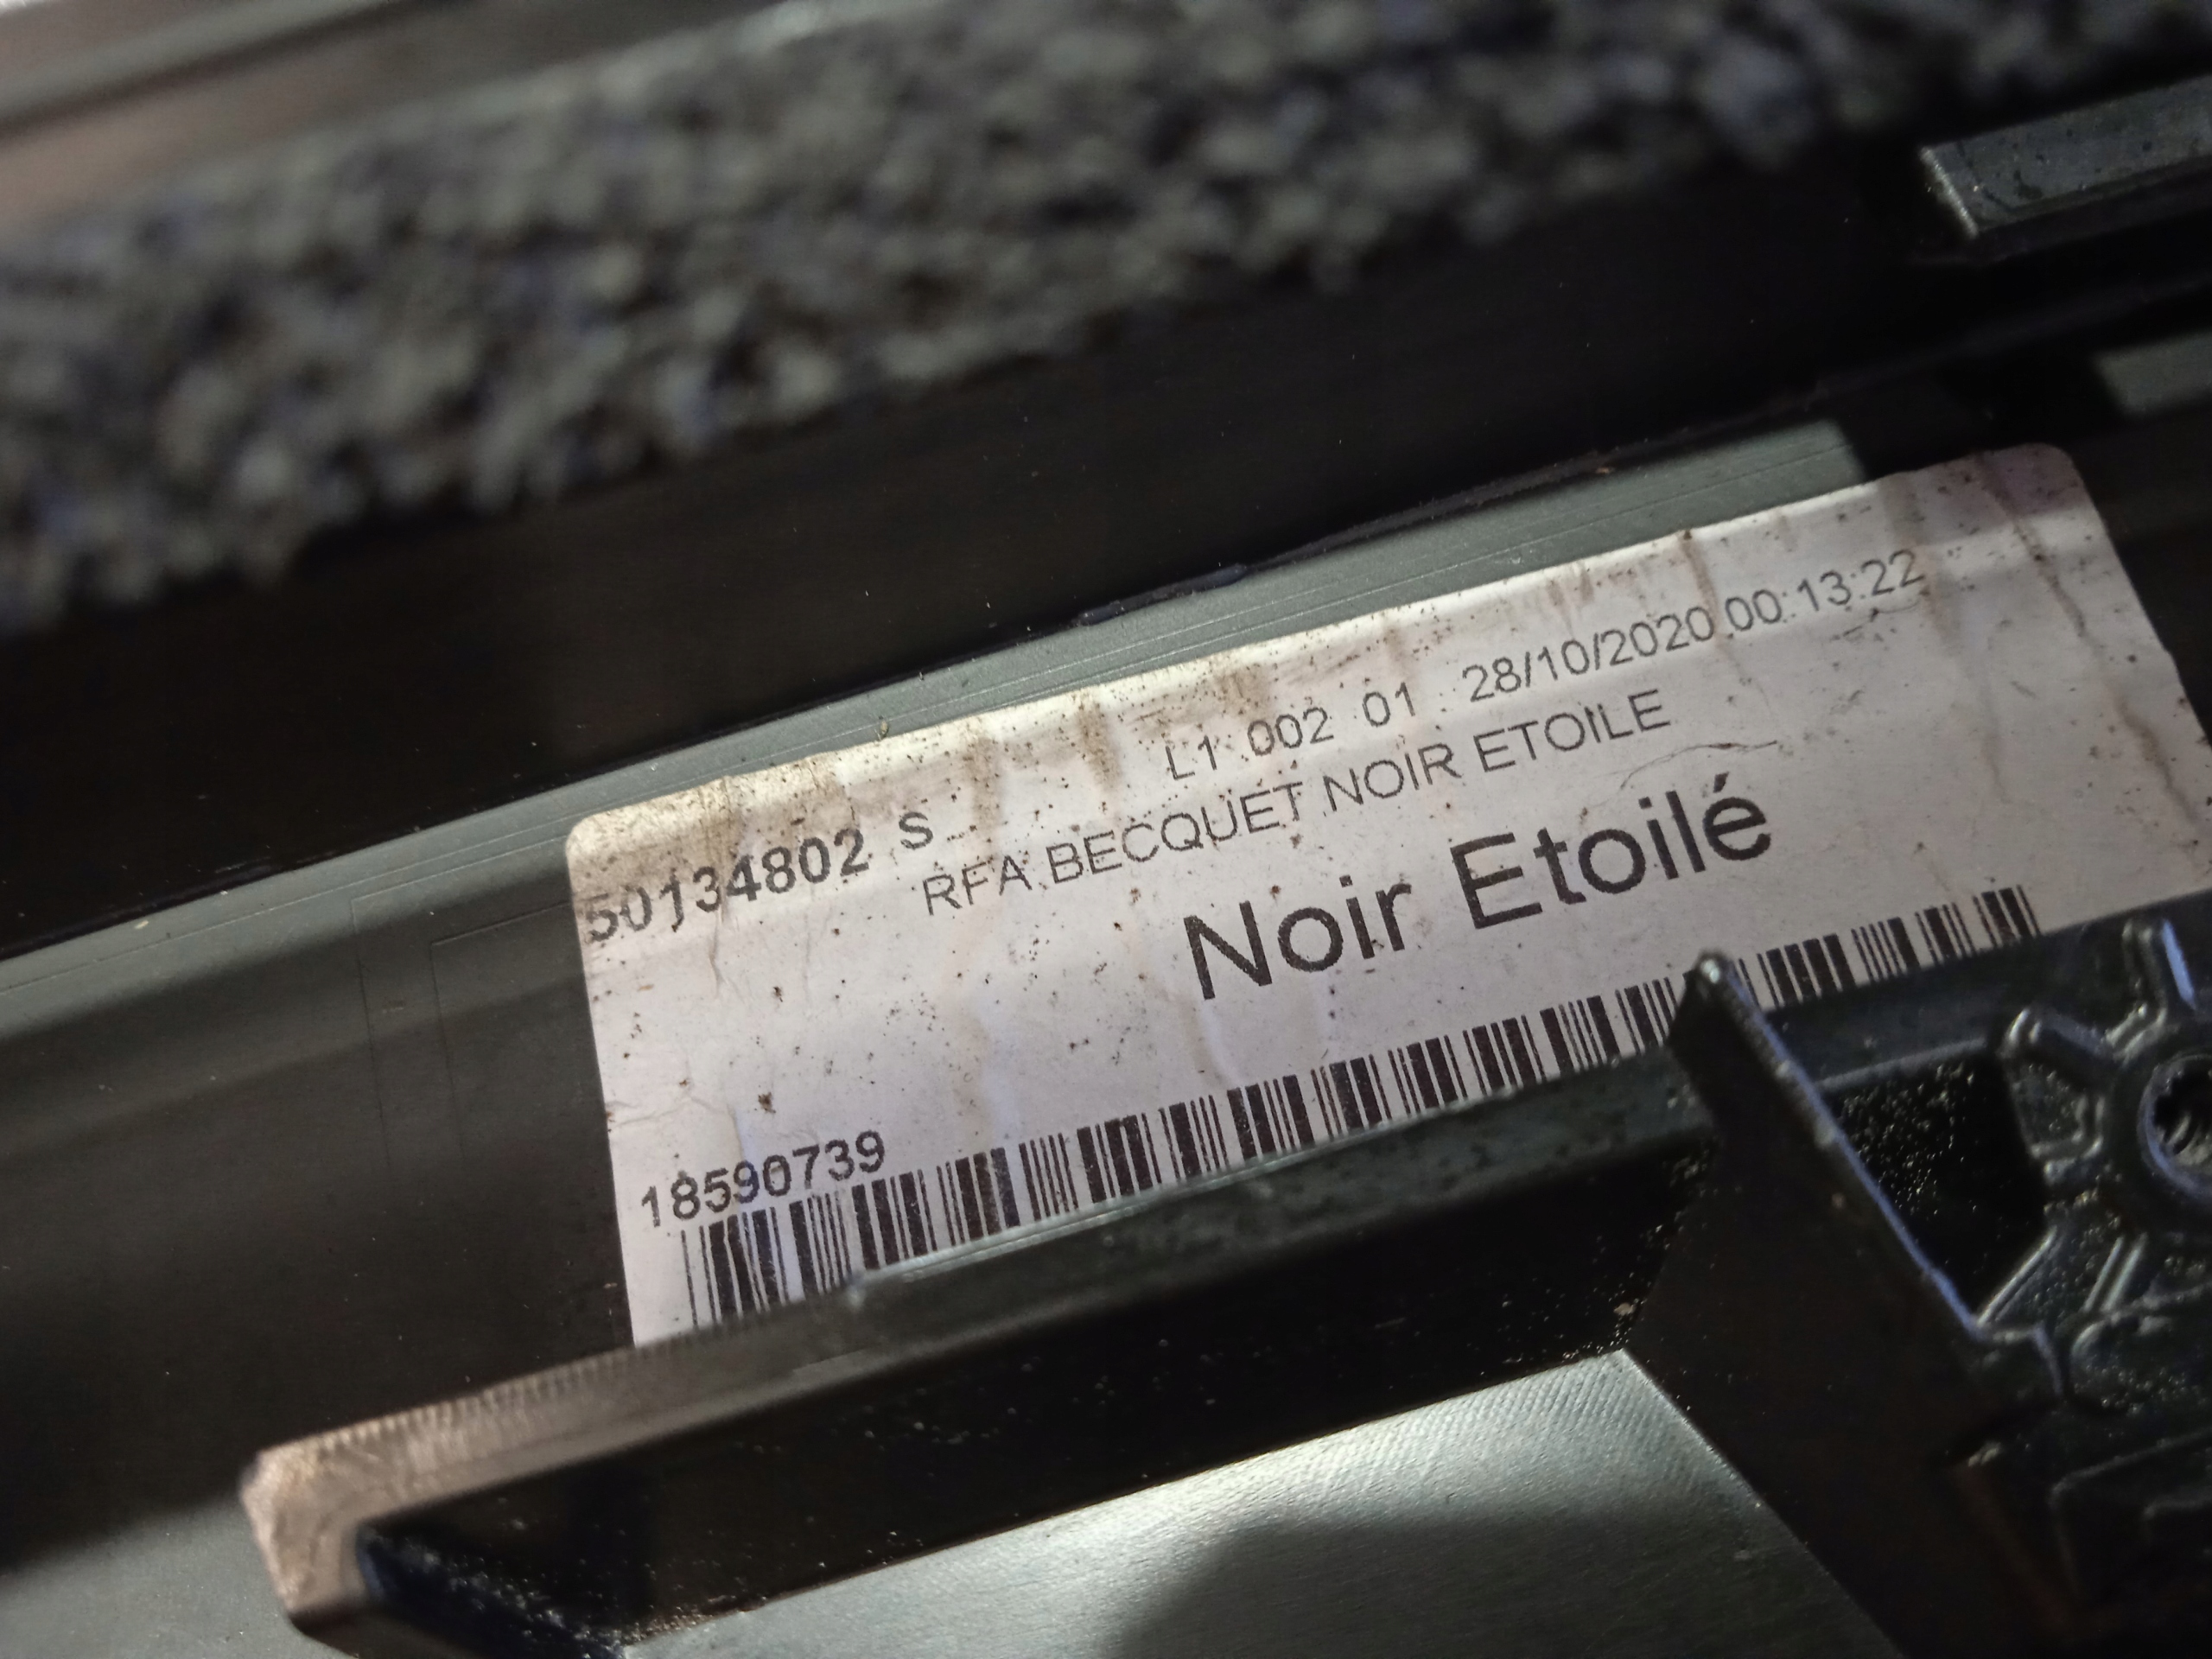 L1 002 01 28/10/2020 00:13:22
50134802 S
RFA BECQUET NOIR ETOILE
Noir Etoilé
18590739